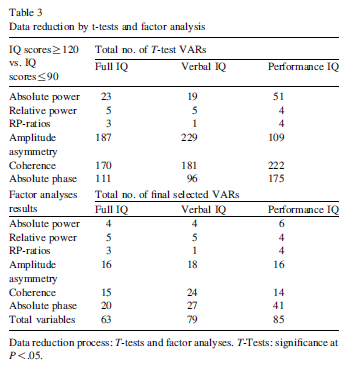 Table 3
Data reduction by t-tests and factor analysis
IQ scores≥120 Total no. of T-test VARs
vs. IQ Full IQ Verbal IQ Performance IQ
scores≤90
Absolute power 23 19 51
Relative power 5 5 4
RP-ratios 3 1 4
Amplitude 187 229 109
asymmetry
Coherence 170 181 222
Absolute phase 111 96 175
Factor analyses Total no. of final selected VARs
results Full IQ Verbal IQ Performance IQ
Absolute power 4 4 6
Relative power 5 5 4
RP-ratios 3 1 4
Amplitude 16 18 16
asymmetry
Coherence 15 24 14
Absolute phase 20 27 41
Total variables 63 79 85
Data reduction process: T-tests and factor analyses. T-Tests: significance at
P<.05.